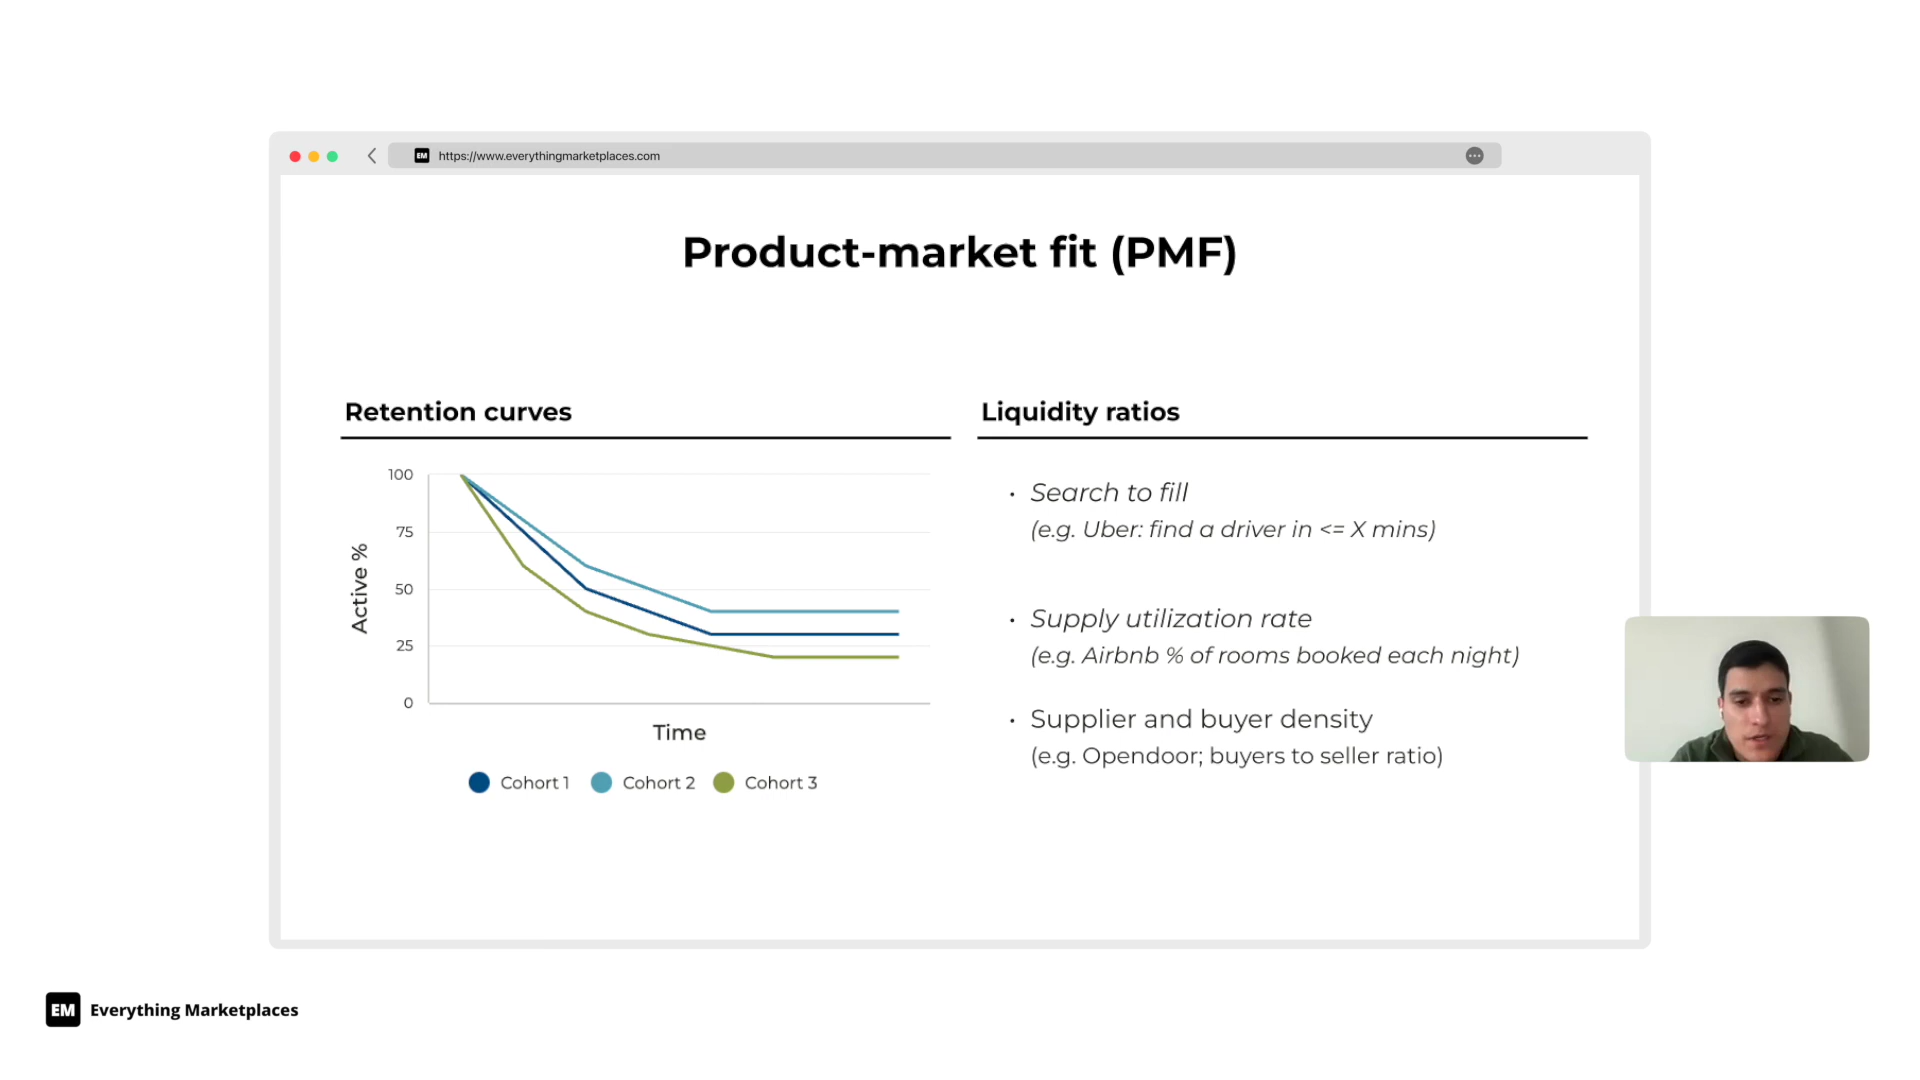 EM https://www.everythingmarketplaces.com
Product-market fit (PMF)
Retention curves
100
75
50
25
0
Active %
Time
Cohort 1 Cohort 2 Cohort 3
Liquidity ratios
• Search to fill
(e.g. Uber: find a driver in <= X mins)
• Supply utilization rate
(e.g. Airbnb % of rooms booked each night)
• Supplier and buyer density
(e.g. Opendoor; buyers to seller ratio)
EM Everything Marketplaces